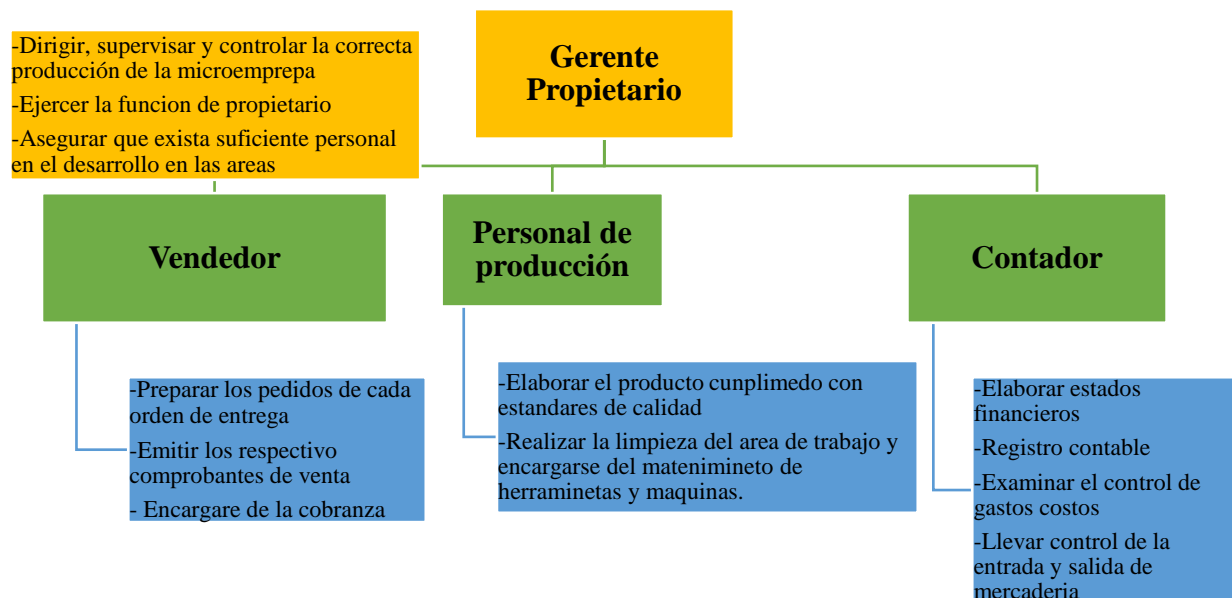 -Dirigir, supervisar y controlar la correcta
producción de la microemprepa
-Ejercer la funcion de propietario
-Asegurar que exista suficiente personal
en el desarrollo en las areas
Gerente
Propietario
Vendedor
Personal de
producción
Contador
-Preparar los pedidos de cada
orden de entrega
-Emitir los respectivo
comprobantes de venta
- Encargare de la cobranza
-Elaborar el producto cunplimedo con
estandares de calidad
-Realizar la limpieza del area de trabajo y
encargarse del matenimineto de
herraminetas y maquinas.
-Elaborar estados
financieros
-Registro contable
-Examinar el control de
gastos costos
-Llevar control de la
entrada y salida de
mercaderia